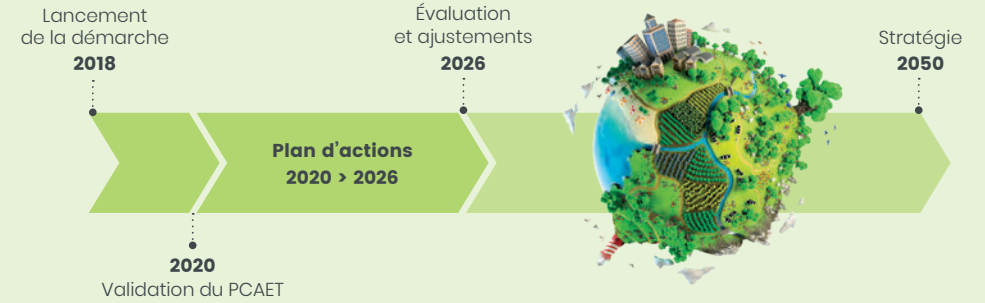 Lancement
de la démarche
2018
Évaluation
et ajustements
2026
Stratégie
2050
Plan d'actions
2020 > 2026
2020
Validation du PCAET